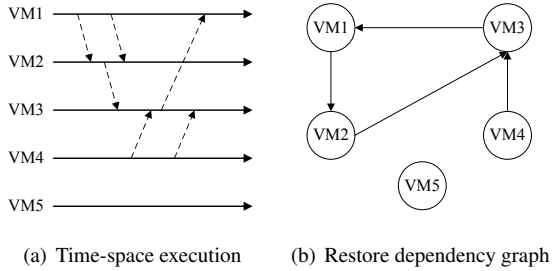 VM1
VM2
VM3
VM4
VM5
VM1
VM3
VM2
VM4
VM5
(a) Time-space execution
(b) Restore dependency graph